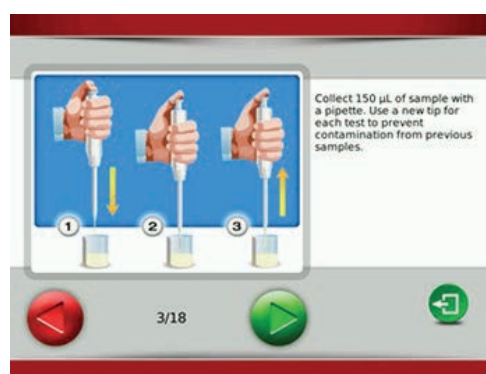 Collect 150 µL of sample with
a pipette. Use a new tip for
each test to prevent
contamination from previous
samples.
1 2 3
3/18